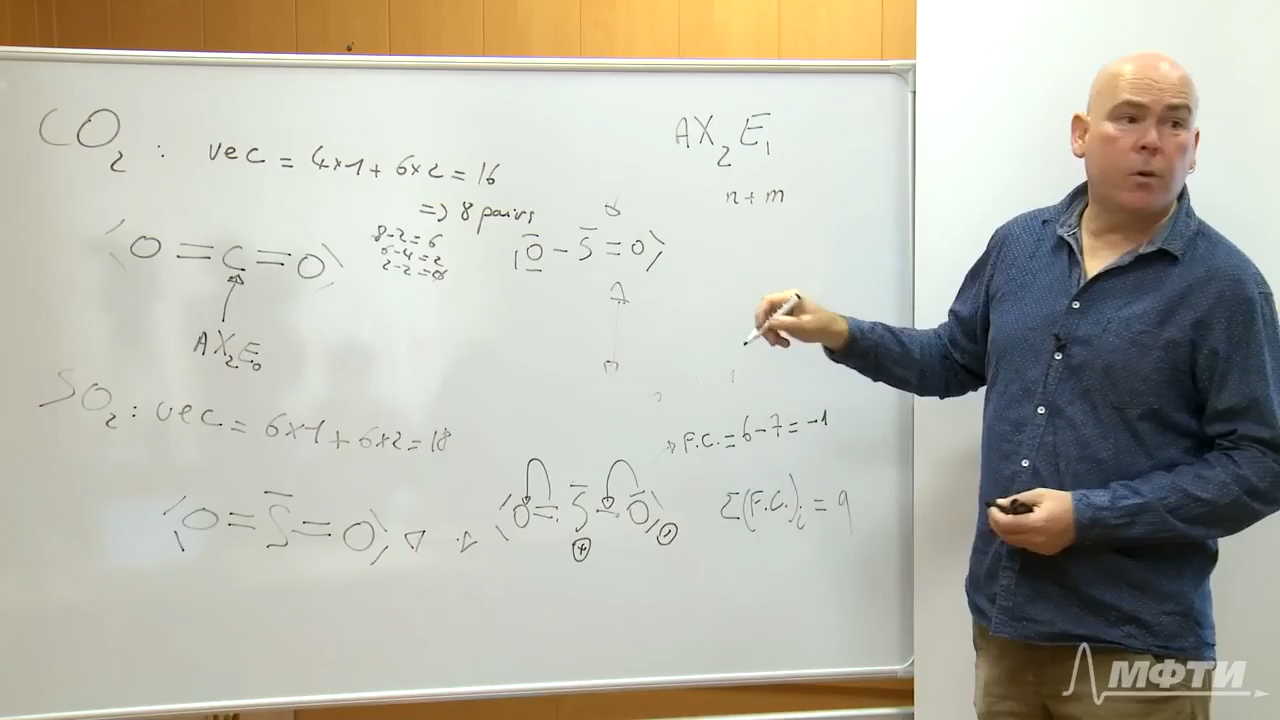 CO₂ : vec = 4×1 + 6×2 = 16
=> 8 pairs
8-2=6
6-4=2
2-2=0
O=C=O
AX₂E₀
O-S=O
AX₂E₁
n+m
SO₂ : vec = 6×1 + 6×2 = 18
O=S=O
O=S-O
+ -
F.C. = 6-7 = -1
Σ(F.C.)ᵢ = q
МФТИ